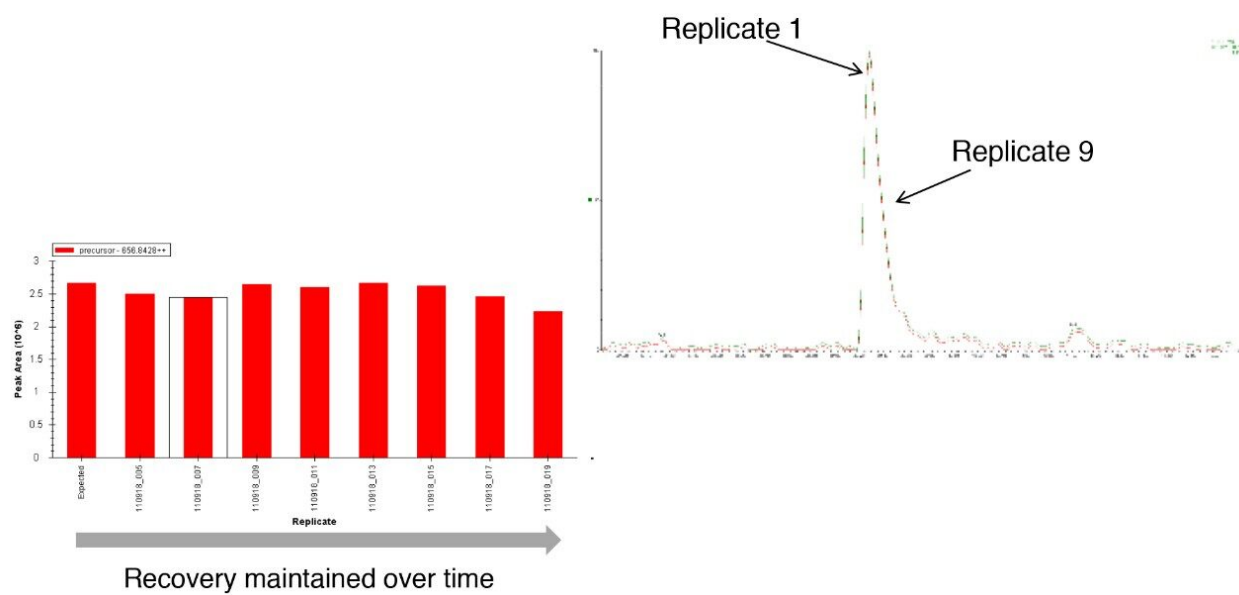 Replicate 1
Replicate 9
precursor - 656.8428++
Peak Area (10^6)
3
2.5
2
1.5
1
0.5
0
Expected
110918_005
110918_007
110918_009
110918_011
110918_013
110918_015
110918_017
110918_019
Replicate
Recovery maintained over time